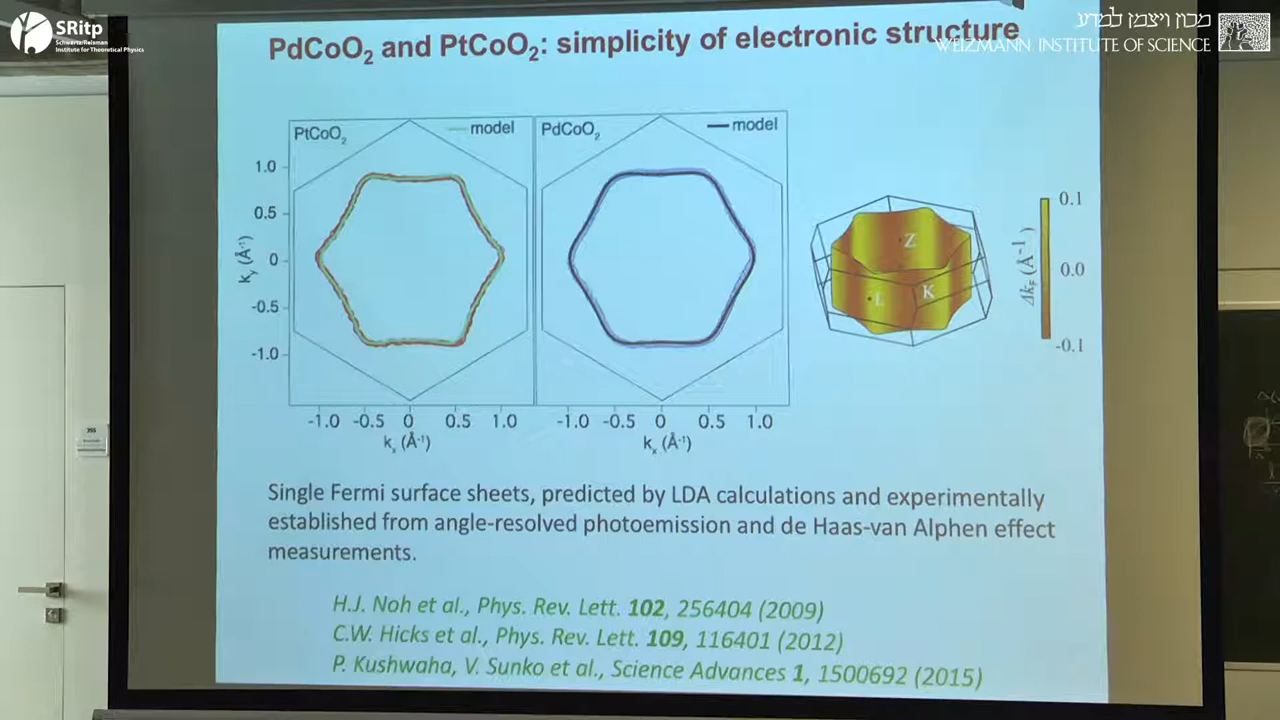 SRitp
Schwartz/Reisman
Institute for Theoretical Physics
מכון ויצמן למדע
WEIZMANN INSTITUTE OF SCIENCE
PdCoO₂ and PtCoO₂: simplicity of electronic structure
PtCoO₂
model
PdCoO₂
model
1.0
0.5
0
-0.5
-1.0
kᵧ (Å⁻¹)
-1.0 -0.5 0 0.5 1.0
kₓ (Å⁻¹)
-1.0 -0.5 0 0.5 1.0
kₓ (Å⁻¹)
Z
L
K
0.1
0.0
-0.1
Δk_F (Å⁻¹)
Single Fermi surface sheets, predicted by LDA calculations and experimentally
established from angle-resolved photoemission and de Haas-van Alphen effect
measurements.
H.J. Noh et al., Phys. Rev. Lett. 102, 256404 (2009)
C.W. Hicks et al., Phys. Rev. Lett. 109, 116401 (2012)
P. Kushwaha, V. Sunko et al., Science Advances 1, 1500692 (2015)